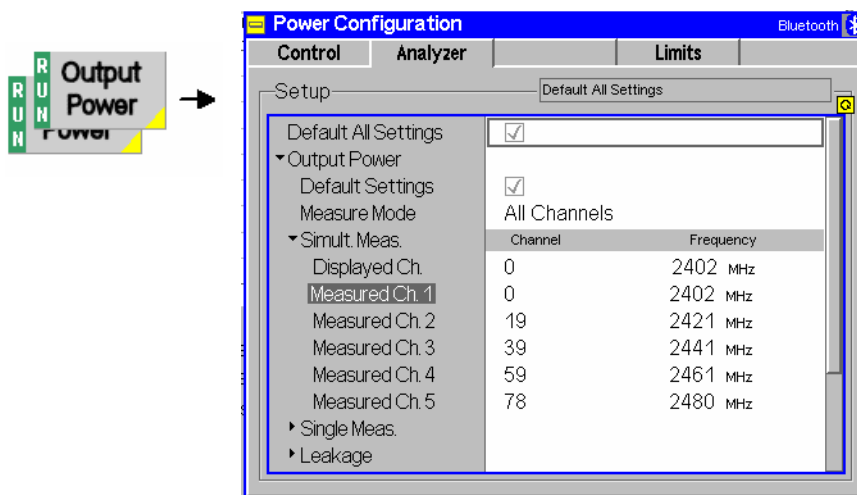 Power Configuration
Bluetooth
Control
Analyzer
Limits
RUN
Output
Power
RUN
Power
Setup
Default All Settings
Default All Settings
Output Power
Default Settings
Measure Mode All Channels
Simult. Meas. Channel Frequency
Displayed Ch. 0 2402 MHz
Measured Ch. 1 0 2402 MHz
Measured Ch. 2 19 2421 MHz
Measured Ch. 3 39 2441 MHz
Measured Ch. 4 59 2461 MHz
Measured Ch. 5 78 2480 MHz
Single Meas.
Leakage